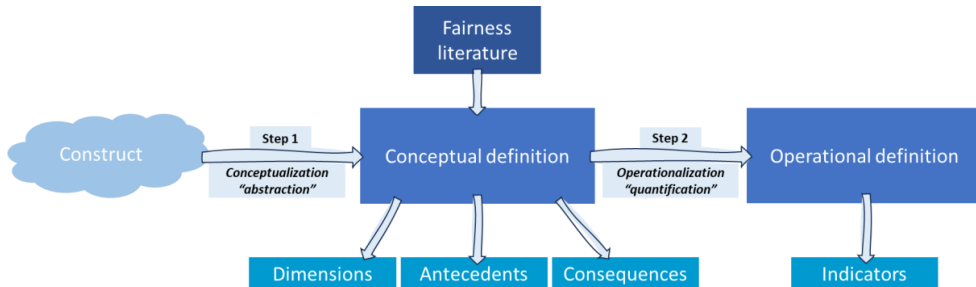 Fairness
literature
Construct
Step 1
Conceptualization
“abstraction”
Conceptual definition
Step 2
Operationalization
“quantification”
Operational definition
Dimensions
Antecedents
Consequences
Indicators